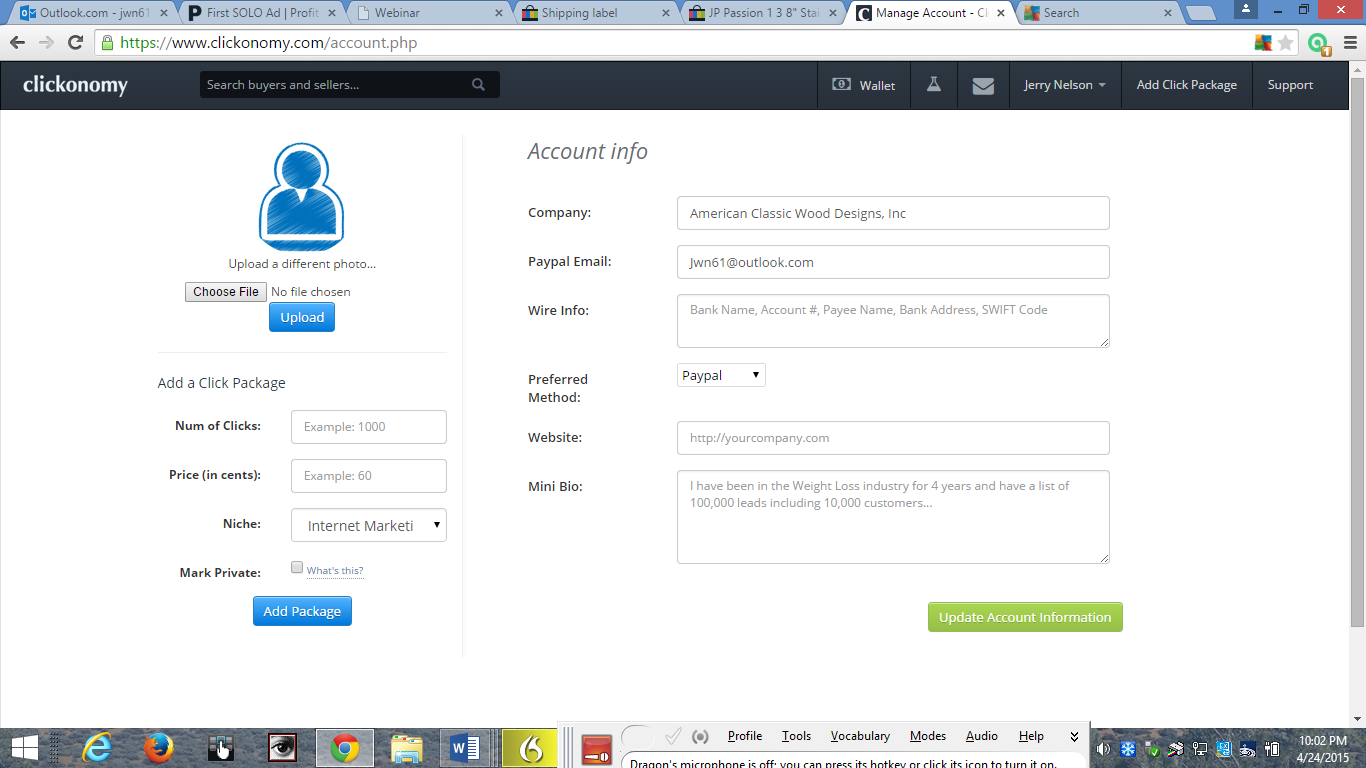 Outlook.com - jwn61
First SOLO Ad | Profit
Webinar
Shipping label
JP Passion 1 3 8" Stai
Manage Account - Cl
Search
https://www.clickonomy.com/account.php
clickonomy
Search buyers and sellers...
Wallet
Jerry Nelson
Add Click Package
Support
Upload a different photo...
Choose File No file chosen
Upload
Add a Click Package
Num of Clicks: Example: 1000
Price (in cents): Example: 60
Niche: Internet Marketi
Mark Private: What's this?
Add Package
Account info
Company: American Classic Wood Designs, Inc
Paypal Email: Jwn61@outlook.com
Wire Info: Bank Name, Account #, Payee Name, Bank Address, SWIFT Code
Preferred
Method:
Paypal
Website: http://yourcompany.com
Mini Bio: I have been in the Weight Loss industry for 4 years and have a list of
100,000 leads including 10,000 customers...
Update Account Information
Profile Tools Vocabulary Modes Audio Help
Dragon's microphone is off; you can press its hotkey or click its icon to turn it on.
10:02 PM
4/24/2015